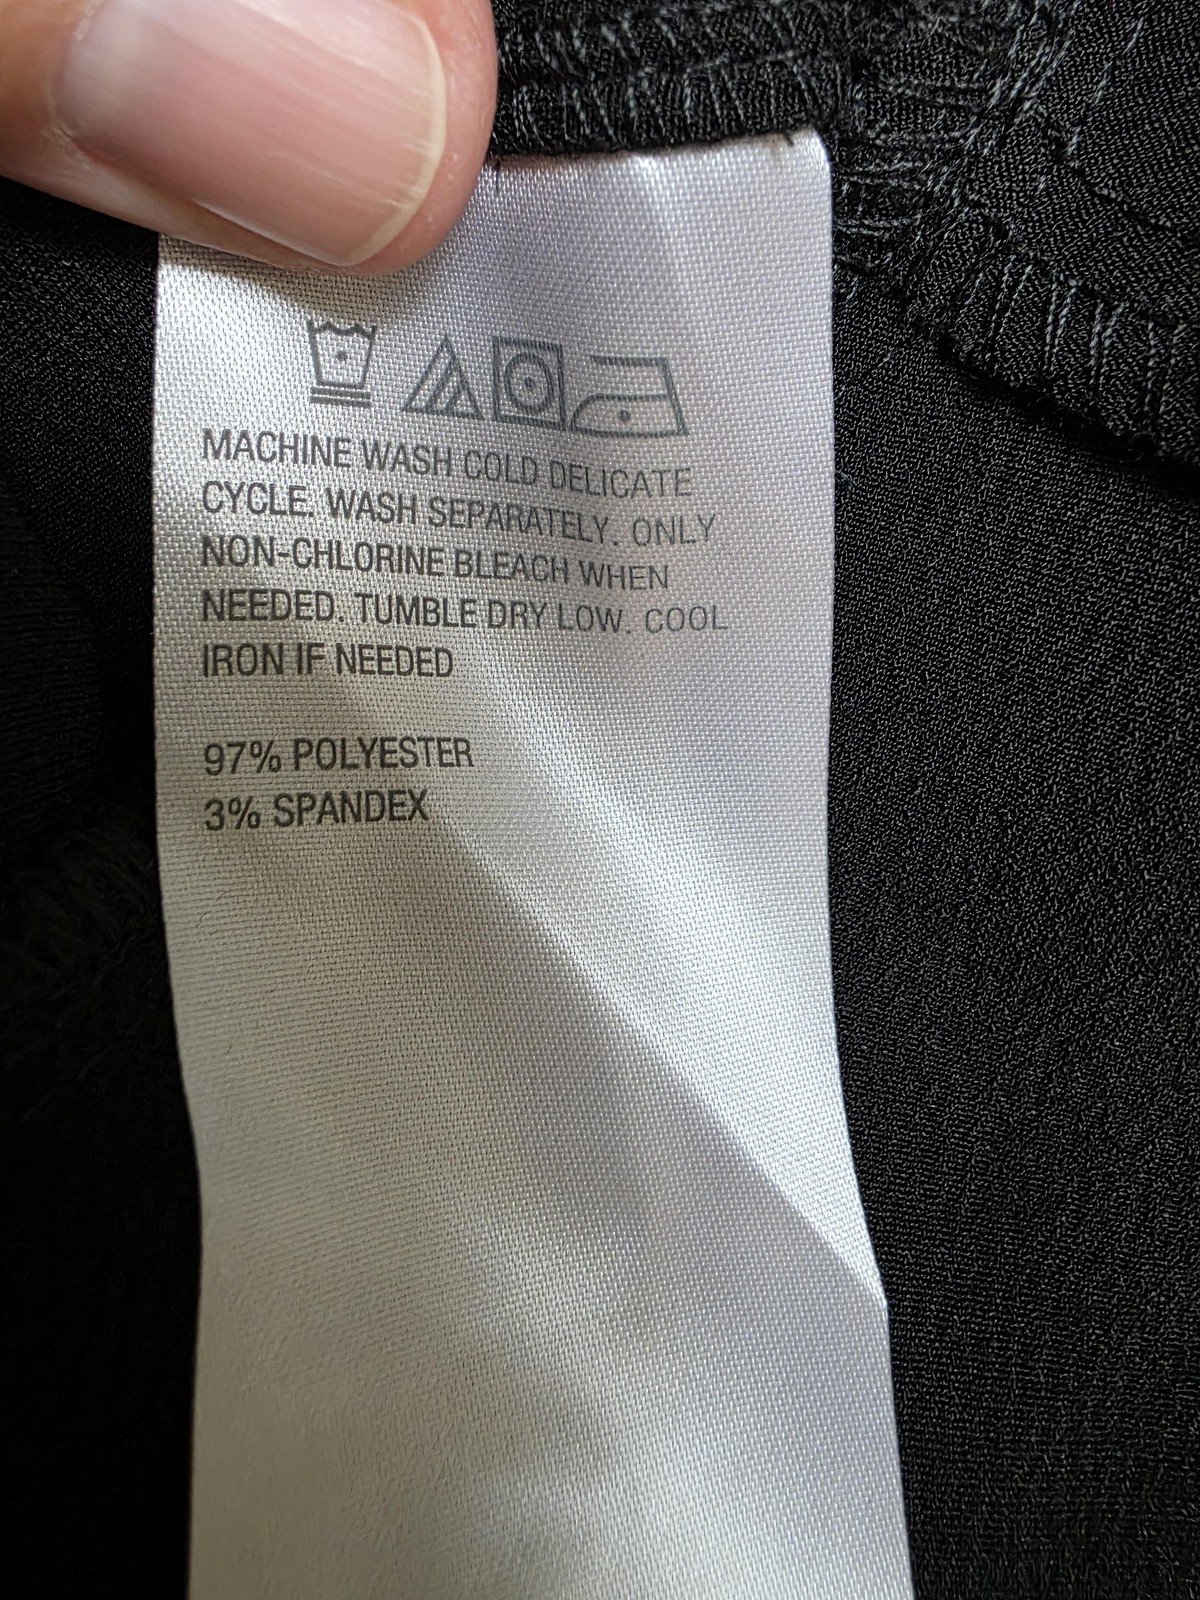 MACHINE WASH COLD DELICATE
CYCLE. WASH SEPARATELY. ONLY
NON-CHLORINE BLEACH WHEN
NEEDED. TUMBLE DRY LOW. COOL
IRON IF NEEDED
97% POLYESTER
3% SPANDEX